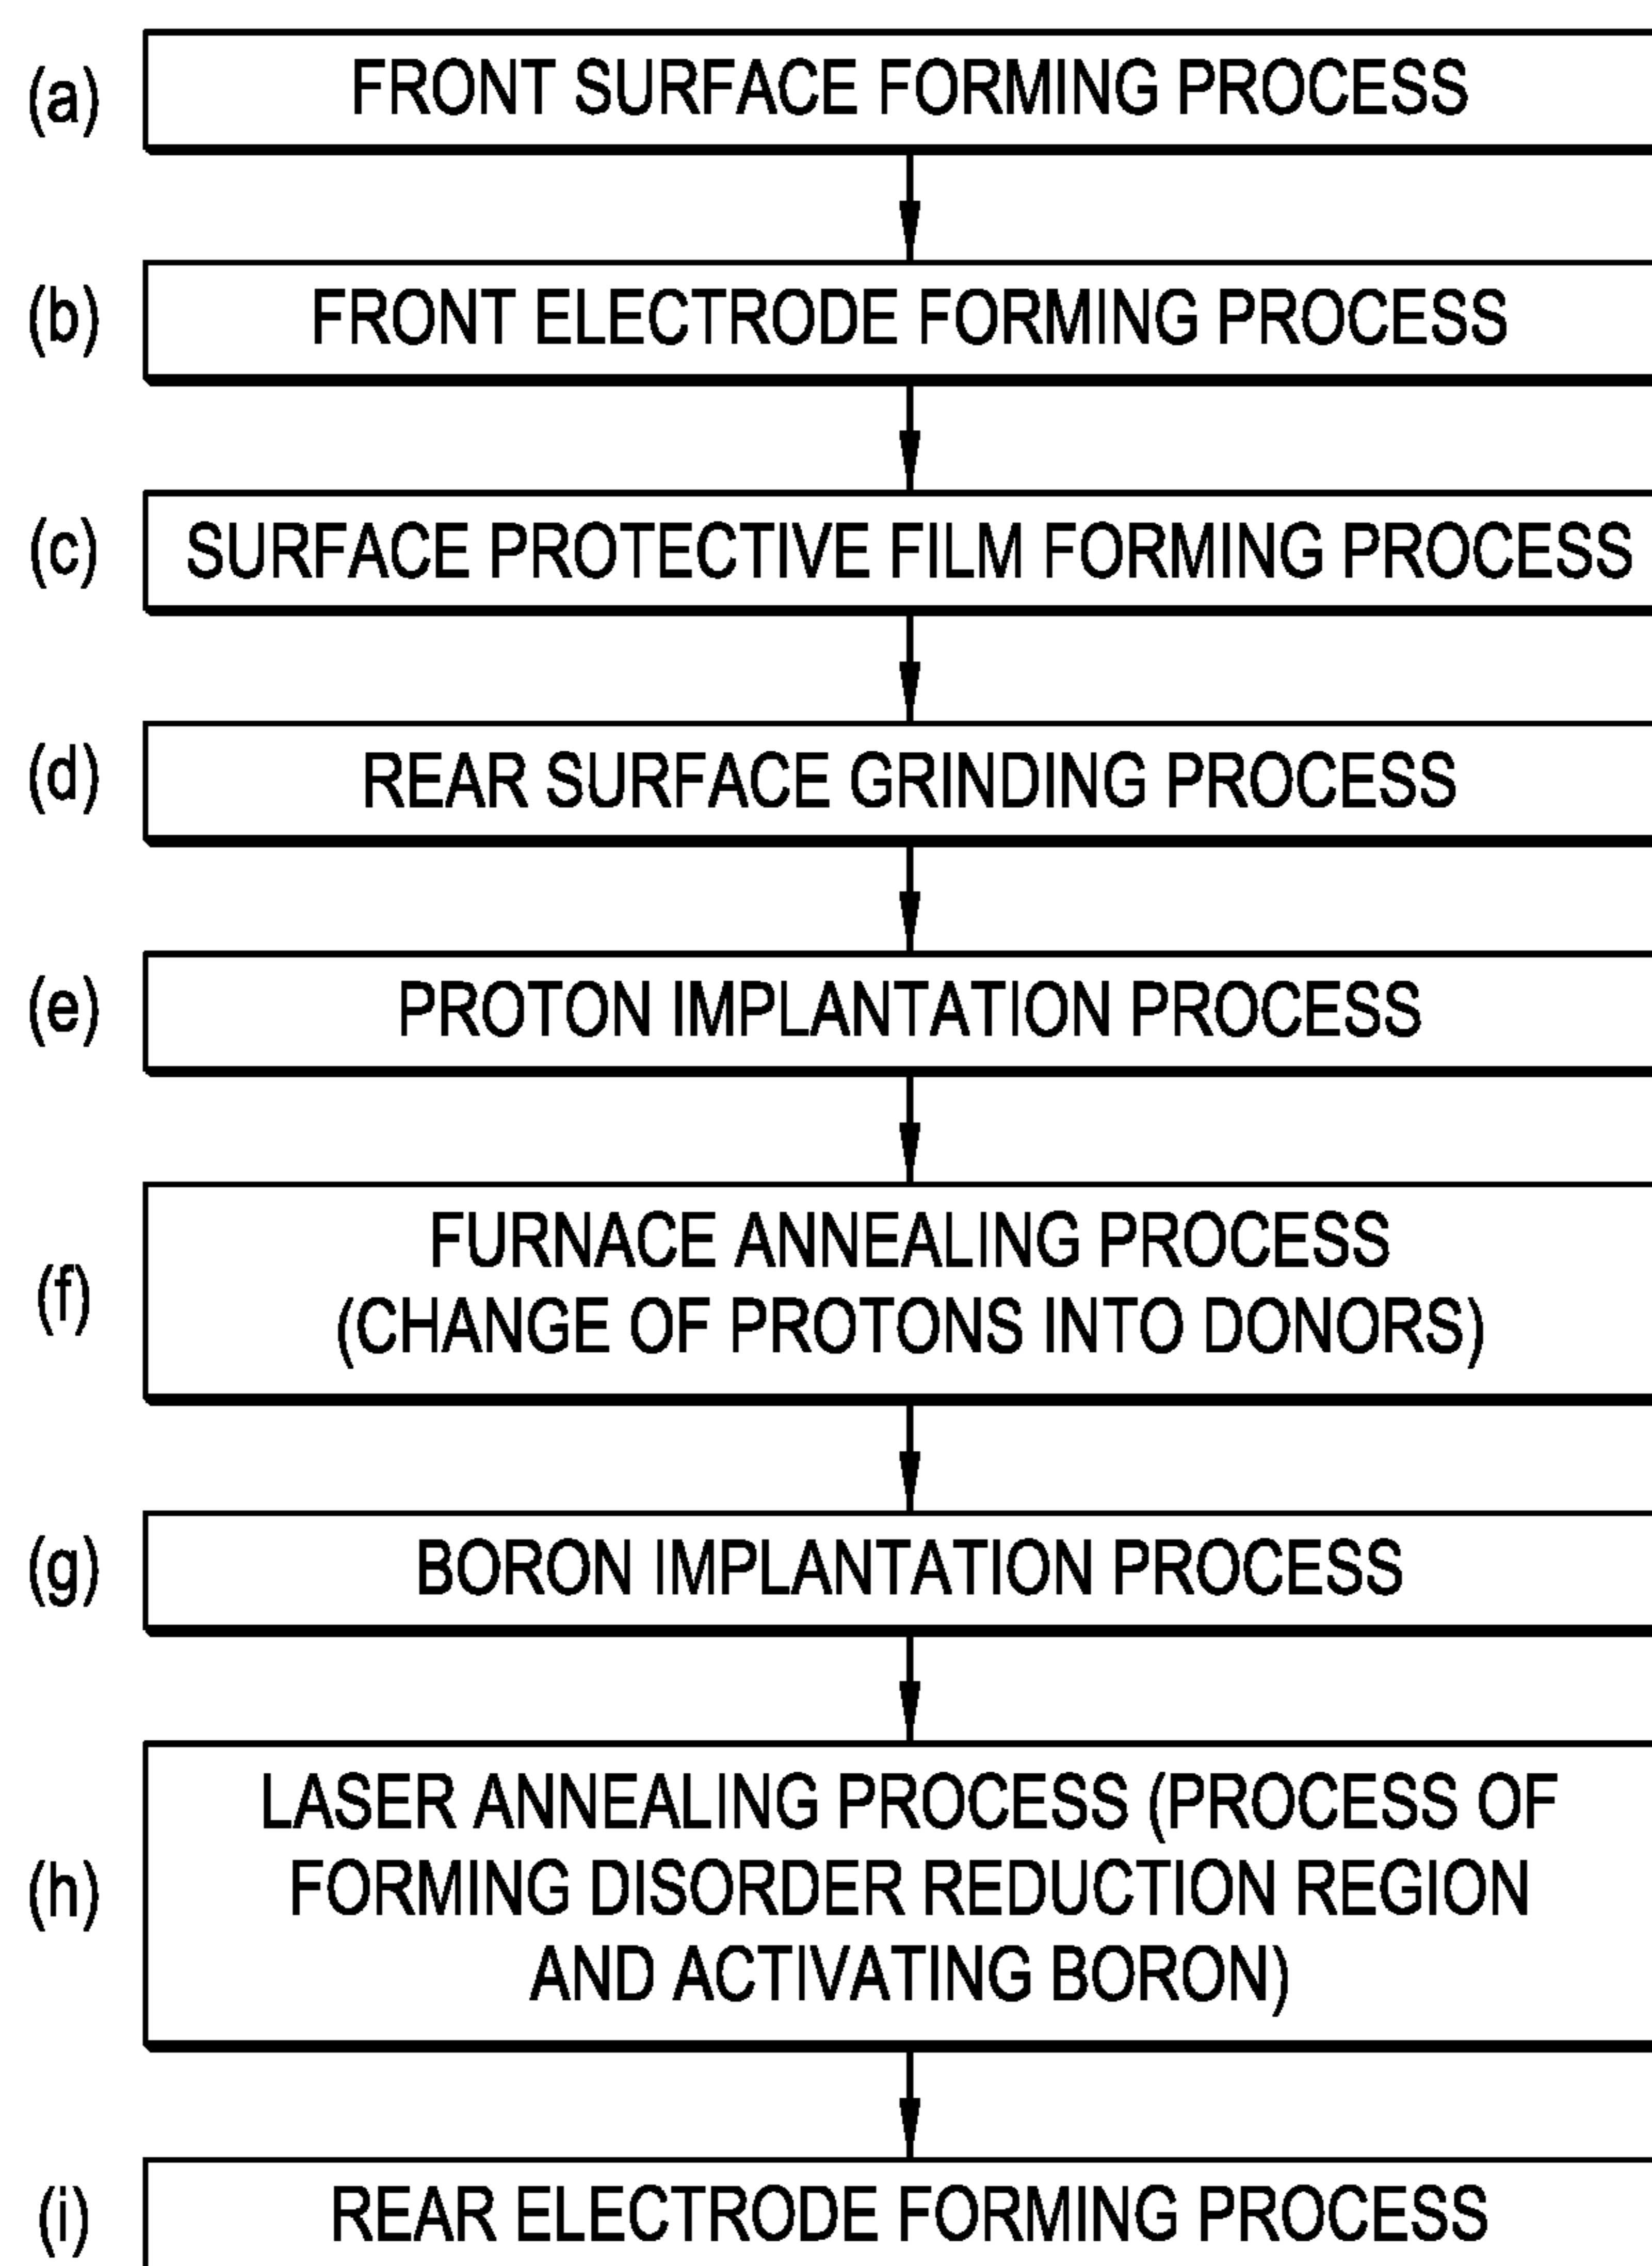 (a) FRONT SURFACE FORMING PROCESS
(b) FRONT ELECTRODE FORMING PROCESS
(c) SURFACE PROTECTIVE FILM FORMING PROCESS
(d) REAR SURFACE GRINDING PROCESS
(e) PROTON IMPLANTATION PROCESS
(f) FURNACE ANNEALING PROCESS
(CHANGE OF PROTONS INTO DONORS)
(g) BORON IMPLANTATION PROCESS
(h) LASER ANNEALING PROCESS (PROCESS OF
FORMING DISORDER REDUCTION REGION
AND ACTIVATING BORON)
(i) REAR ELECTRODE FORMING PROCESS